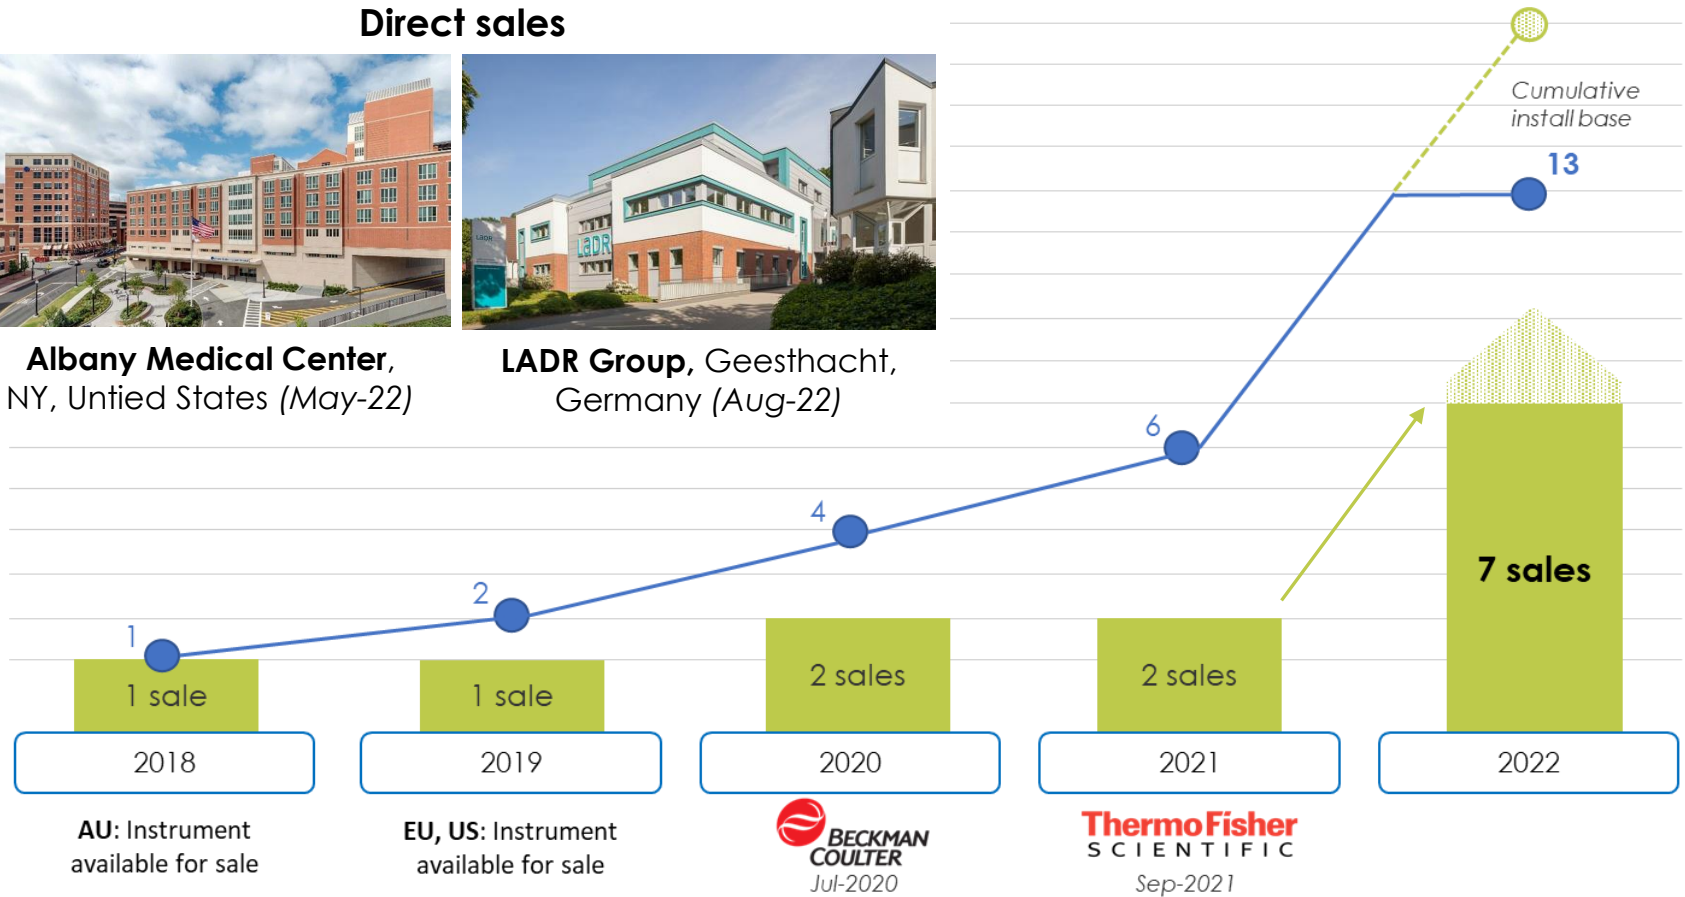 Direct sales
Albany Medical Center,
NY, Untied States (May-22)
LADR
LADR Group, Geesthacht,
Germany (Aug-22)
Cumulative
install base
13
6
4
2
1
1 sale
1 sale
2 sales
2 sales
7 sales
2018
2019
2020
2021
2022
AU: Instrument
available for sale
EU, US: Instrument
available for sale
BECKMAN
COULTER
Jul-2020
ThermoFisher
SCIENTIFIC
Sep-2021